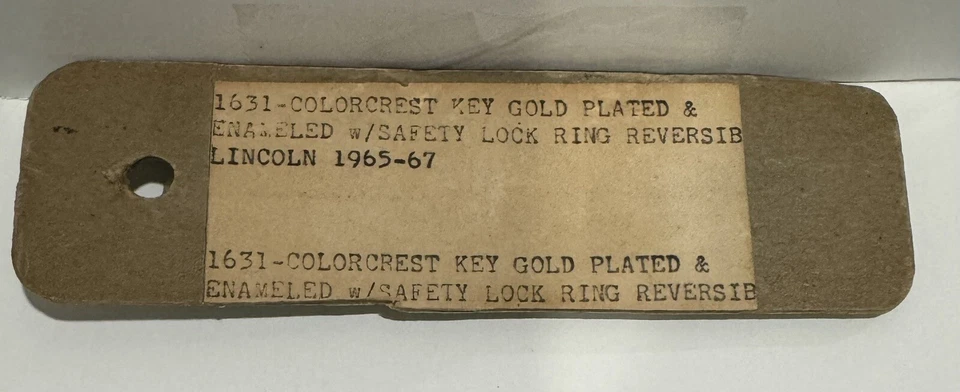 1631-COLORCREST KEY GOLD PLATED &
ENAMELED w/SAFETY LOCK RING REVERSIB
LINCOLN 1965-67
1631-COLORCREST KEY GOLD PLATED &
ENAMELED w/SAFETY LOCK RING REVERSIB